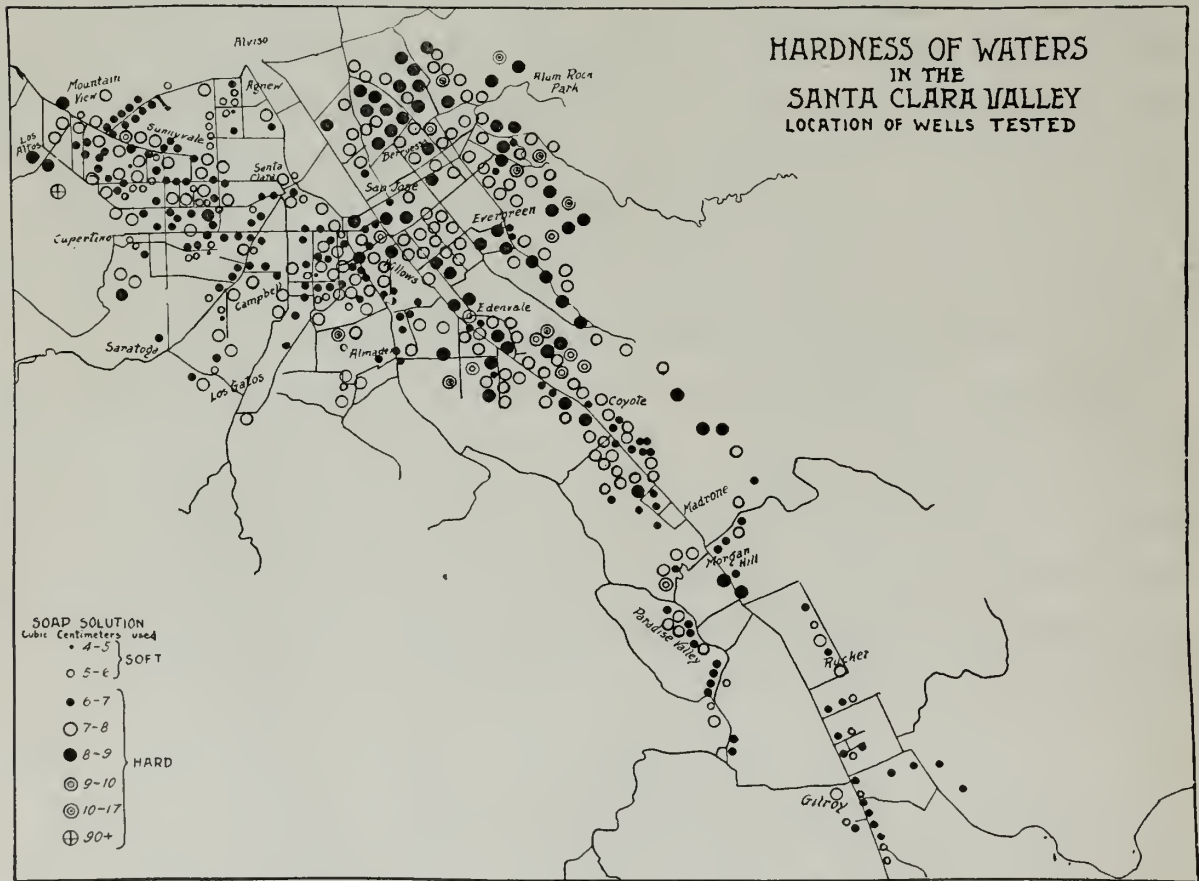 HARDNESS OF WATERS
IN THE
SANTA CLARA VALLEY
LOCATION OF WELLS TESTED
Alviso
Mountain
View
Agnew
Alum Rock
Park
Los
Altos
Sunnyvale
Berryessa
Santa
Clara
San Jose
Evergreen
Cupertino
Willows
Campbell
Edenvale
Saratoga
Almaden
Los Gatos
Coyote
Madrone
Morgan
Hill
Paradise Valley
Rucker
Gilroy
SOAP SOLUTION
Cubic Centimeters used
4-5
5-6
SOFT
6-7
7-8
8-9
9-10
10-17
90+
HARD